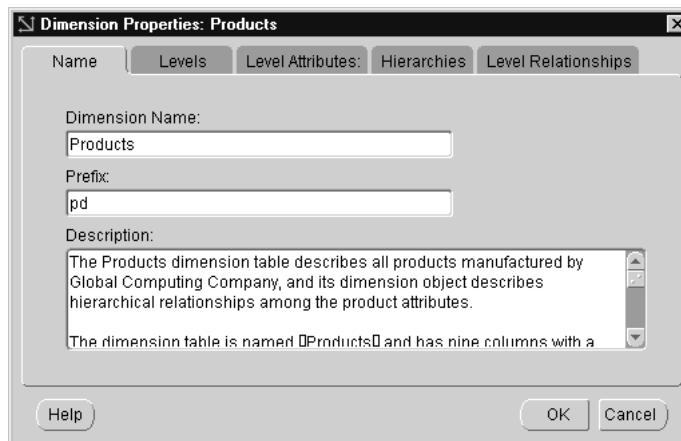 Dimension Properties: Products
Name Levels Level Attributes: Hierarchies Level Relationships
Dimension Name:
Products
Prefix:
pd
Description:
The Products dimension table describes all products manufactured by
Global Computing Company, and its dimension object describes
hierarchical relationships among the product attributes.
The dimension table is named ▯Products▯ and has nine columns with a
Help OK Cancel